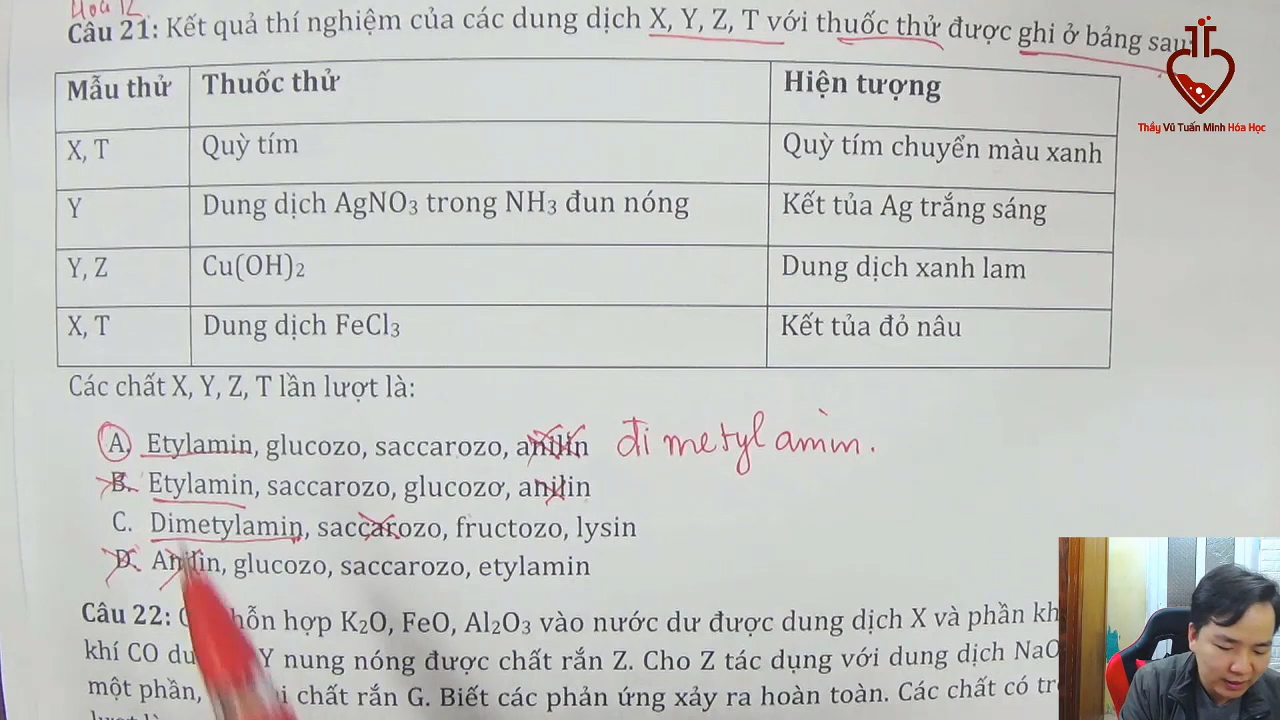 Hoá 12
Câu 21: Kết quả thí nghiệm của các dung dịch X, Y, Z, T với thuốc thử được ghi ở bảng sau
Thầy Vũ Tuấn Minh Hóa Học
Mẫu thử Thuốc thử Hiện tượng
X, T Quỳ tím Quỳ tím chuyển màu xanh
Y Dung dịch AgNO3 trong NH3 đun nóng Kết tủa Ag trắng sáng
Y, Z Cu(OH)2 Dung dịch xanh lam
X, T Dung dịch FeCl3 Kết tủa đỏ nâu
Các chất X, Y, Z, T lần lượt là:
A. Etylamin, glucozo, saccarozo, anilin đimetylamin.
B. Etylamin, saccarozo, glucozơ, anilin
C. Dimetylamin, saccarozo, fructozo, lysin
D. Anilin, glucozo, saccarozo, etylamin
Câu 22: hỗn hợp K2O, FeO, Al2O3 vào nước dư được dung dịch X và phần
khí CO Y nung nóng được chất rắn Z. Cho Z tác dụng với dung dịch
một phần, chất rắn G. Biết các phản ứng xảy ra hoàn toàn. Các chất có